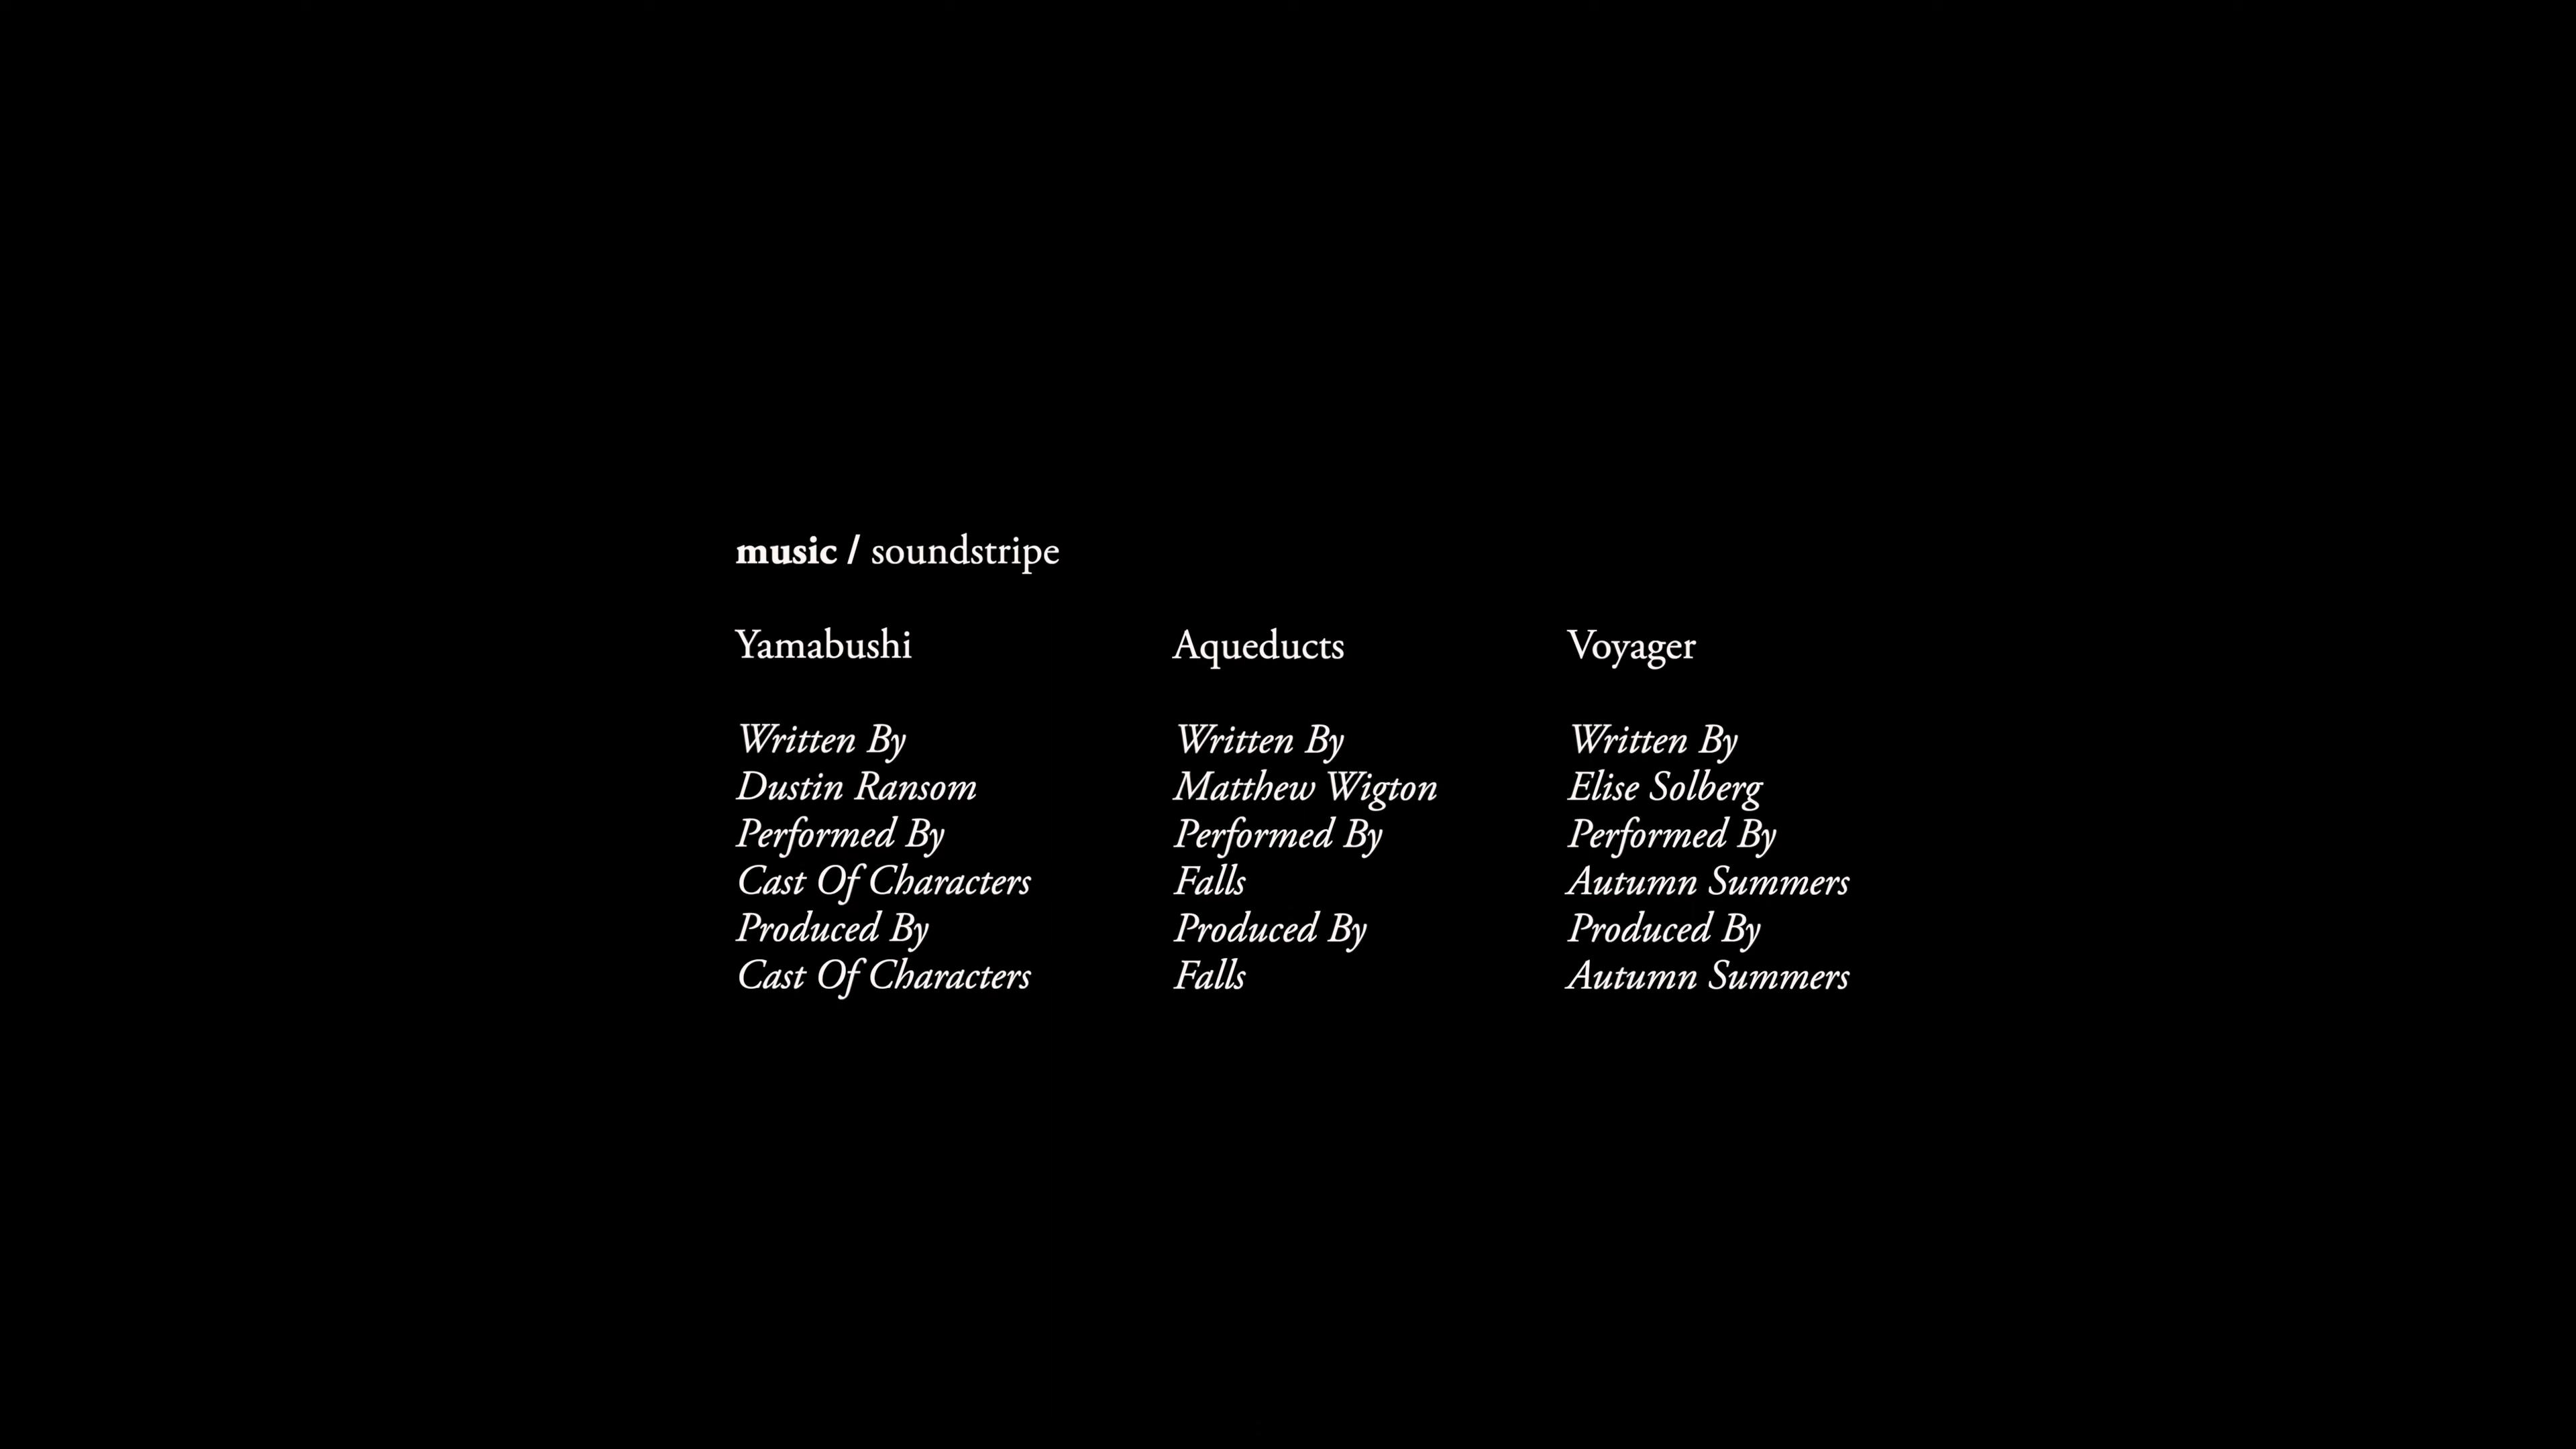 music / soundstripe
Yamabushi
Written By
Dustin Ransom
Performed By
Cast Of Characters
Produced By
Cast Of Characters
Aqueducts
Written By
Matthew Wigton
Performed By
Falls
Produced By
Falls
Voyager
Written By
Elise Solberg
Performed By
Autumn Summers
Produced By
Autumn Summers